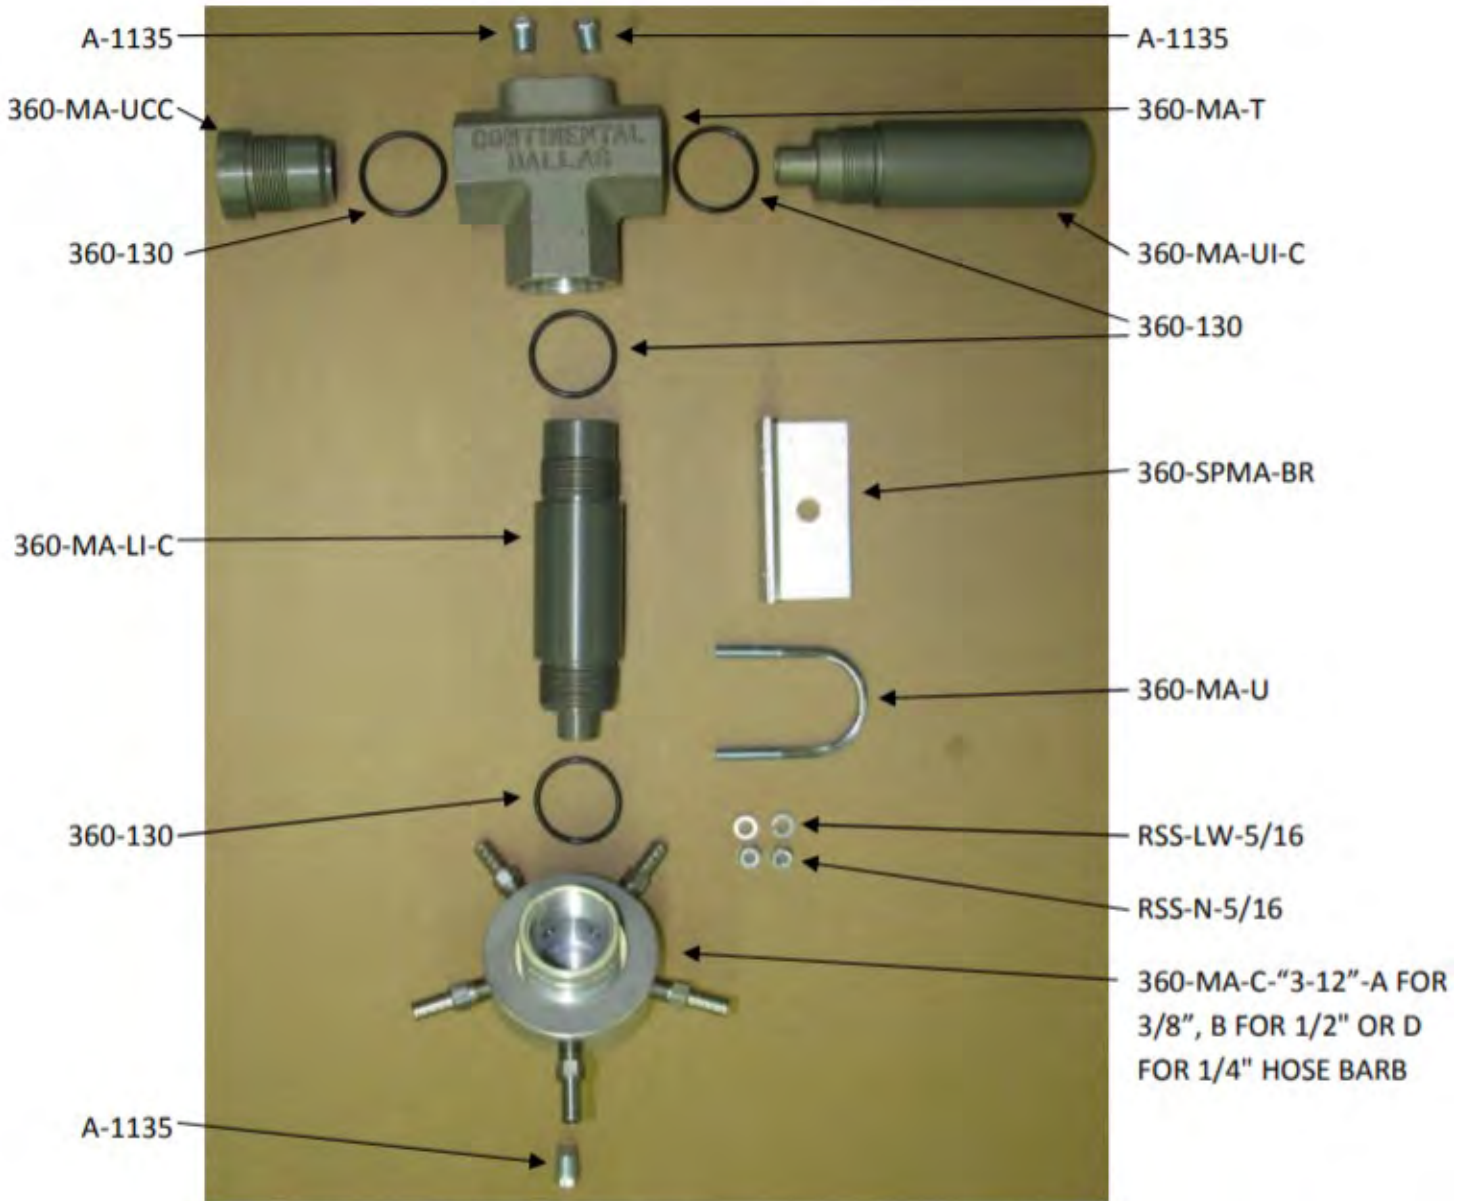 A-1135
A-1135
360-MA-UCC
360-MA-T
CONTINENTAL
DALLAS
360-130
360-MA-UI-C
360-130
360-SPMA-BR
360-MA-LI-C
360-MA-U
360-130
RSS-LW-5/16
RSS-N-5/16
360-MA-C-“3-12”-A FOR
3/8”, B FOR 1/2" OR D
FOR 1/4" HOSE BARB
A-1135